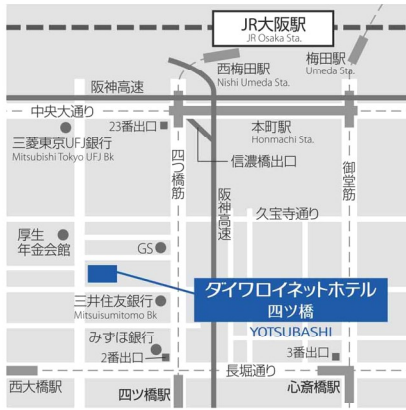 JR大阪駅
JR Osaka Sta.
西梅田駅
Nishi Umeda Sta.
梅田駅
Umeda Sta.
阪神高速
中央大通り
23番出口
本町駅
Honmachi Sta.
三菱東京UFJ銀行
Mitsubishi Tokyo UFJ Bk
信濃橋出口
四つ橋筋
阪神高速
御堂筋
久宝寺通り
厚生
年金会館
GS
ダイワロイネットホテル
四ツ橋
YOTSUBASHI
三井住友銀行
Mitsuisumitomo Bk
みずほ銀行
2番出口
3番出口
長堀通り
西大橋駅
四ツ橋駅
心斎橋駅